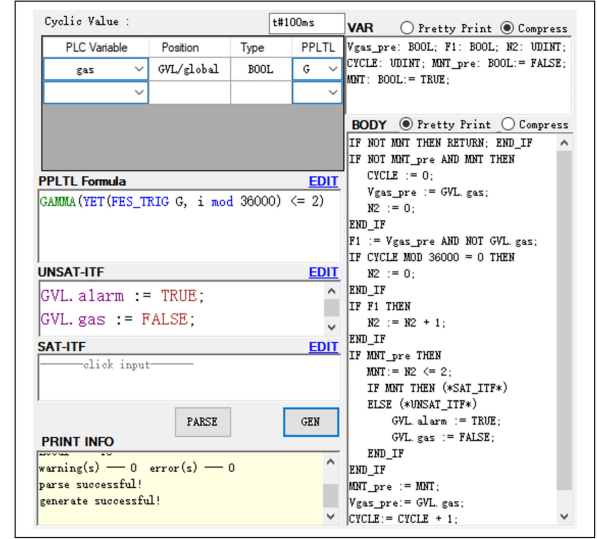 Cyclic Value :
t#100ms
PLC Variable Position Type PPLTL
gas GVL/global BOOL G
PPLTL Formula EDIT
GAMMA(YET(FES_TRIG G, i mod 36000) <= 2)
UNSAT-ITF EDIT
GVL.alarm := TRUE;
GVL.gas := FALSE;
SAT-ITF EDIT
click input
PARSE GEN
PRINT INFO
warning(s) —— 0 error(s) —— 0
parse successful!
generate successful!
VAR Pretty Print Compress
Vgas_pre: BOOL; F1: BOOL; N2: UDINT;
CYCLE: UDINT; MNT_pre: BOOL:= FALSE;
MNT: BOOL:= TRUE;
BODY Pretty Print Compress
IF NOT MNT THEN RETURN; END_IF
IF NOT MNT_pre AND MNT THEN
CYCLE := 0;
Vgas_pre := GVL.gas;
N2 := 0;
END_IF
F1 := Vgas_pre AND NOT GVL.gas;
IF CYCLE MOD 36000 = 0 THEN
N2 := 0;
END_IF
IF F1 THEN
N2 := N2 + 1;
END_IF
IF MNT_pre THEN
MNT:= N2 <= 2;
IF MNT THEN (*SAT_ITF*)
ELSE (*UNSAT_ITF*)
GVL.alarm := TRUE;
GVL.gas := FALSE;
END_IF
END_IF
MNT_pre := MNT;
Vgas_pre:= GVL.gas;
CYCLE:= CYCLE + 1;